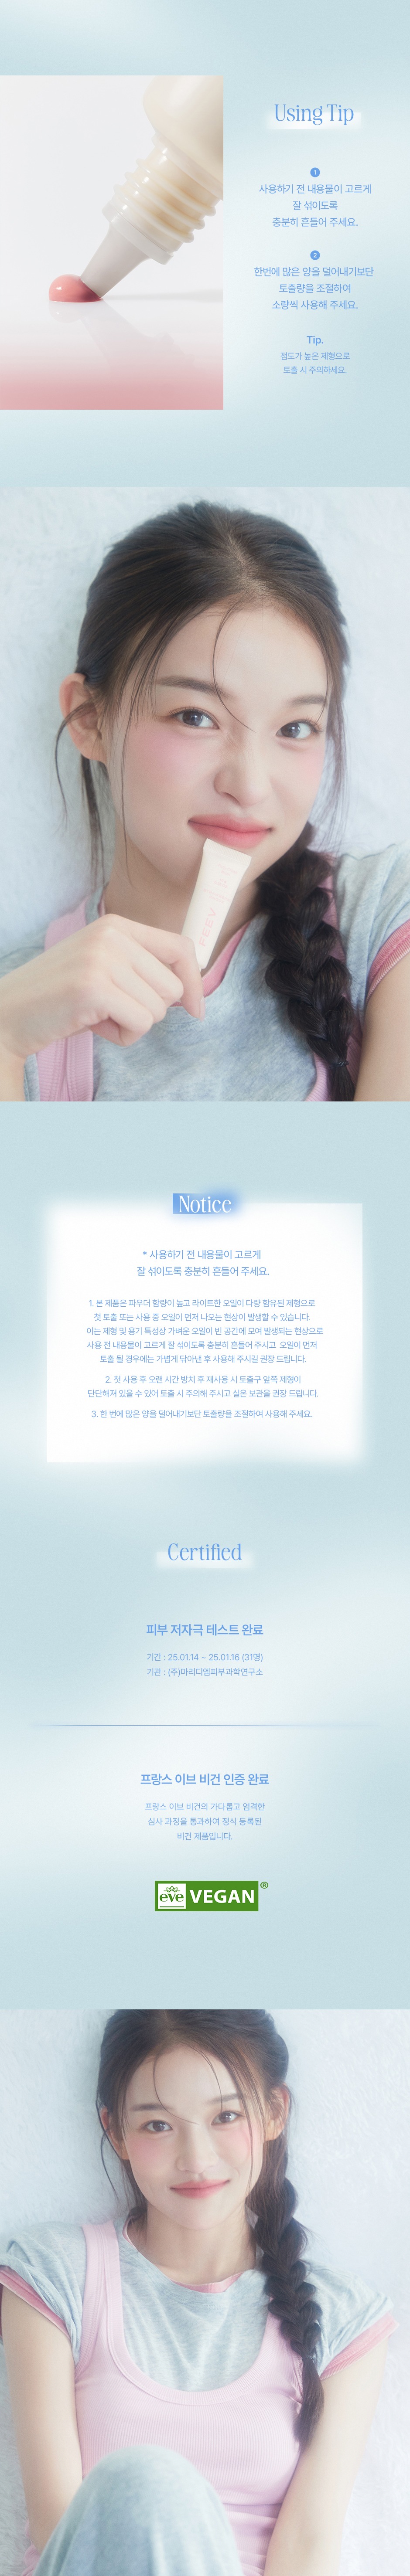 Using Tip
1
사용하기 전 내용물이 고르게
잘 섞이도록
충분히 흔들어 주세요.
2
한번에 많은 양을 덜어내기보단
토출량을 조절하여
소량씩 사용해 주세요.
Tip.
점도가 높은 제형으로
토출 시 주의하세요.
Notice
* 사용하기 전 내용물이 고르게
잘 섞이도록 충분히 흔들어 주세요.
1. 본 제품은 파우더 함량이 높고 라이트한 오일이 다량 함유된 제형으로
첫 토출 또는 사용 중 오일이 먼저 나오는 현상이 발생할 수 있습니다.
이는 제형 및 용기 특성상 가벼운 오일이 빈 공간에 모여 발생되는 현상으로
사용 전 내용물이 고르게 잘 섞이도록 충분히 흔들어 주시고 오일이 먼저
토출 될 경우에는 가볍게 닦아낸 후 사용해 주시길 권장 드립니다.
2. 첫 사용 후 오랜 시간 방치 후 재사용 시 토출구 앞쪽 제형이
단단해져 있을 수 있어 토출 시 주의해 주시고 실온 보관을 권장 드립니다.
3. 한 번에 많은 양을 덜어내기보단 토출량을 조절하여 사용해 주세요.
Certified
피부 저자극 테스트 완료
기간 : 25.01.14 ~ 25.01.16 (31명)
기관 : (주)마리디엠피부과학연구소
프랑스 이브 비건 인증 완료
프랑스 이브 비건의 가다롭고 엄격한
심사 과정을 통과하여 정식 등록된
비건 제품입니다.
eve VEGAN ®